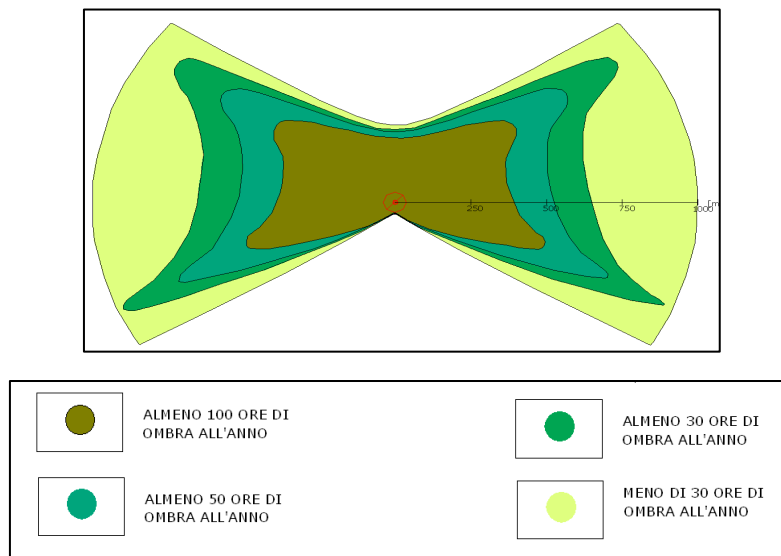 250
500
750
1000
ALMENO 100 ORE DI
OMBRA ALL'ANNO
ALMENO 30 ORE DI
OMBRA ALL'ANNO
ALMENO 50 ORE DI
OMBRA ALL'ANNO
MENO DI 30 ORE DI
OMBRA ALL'ANNO